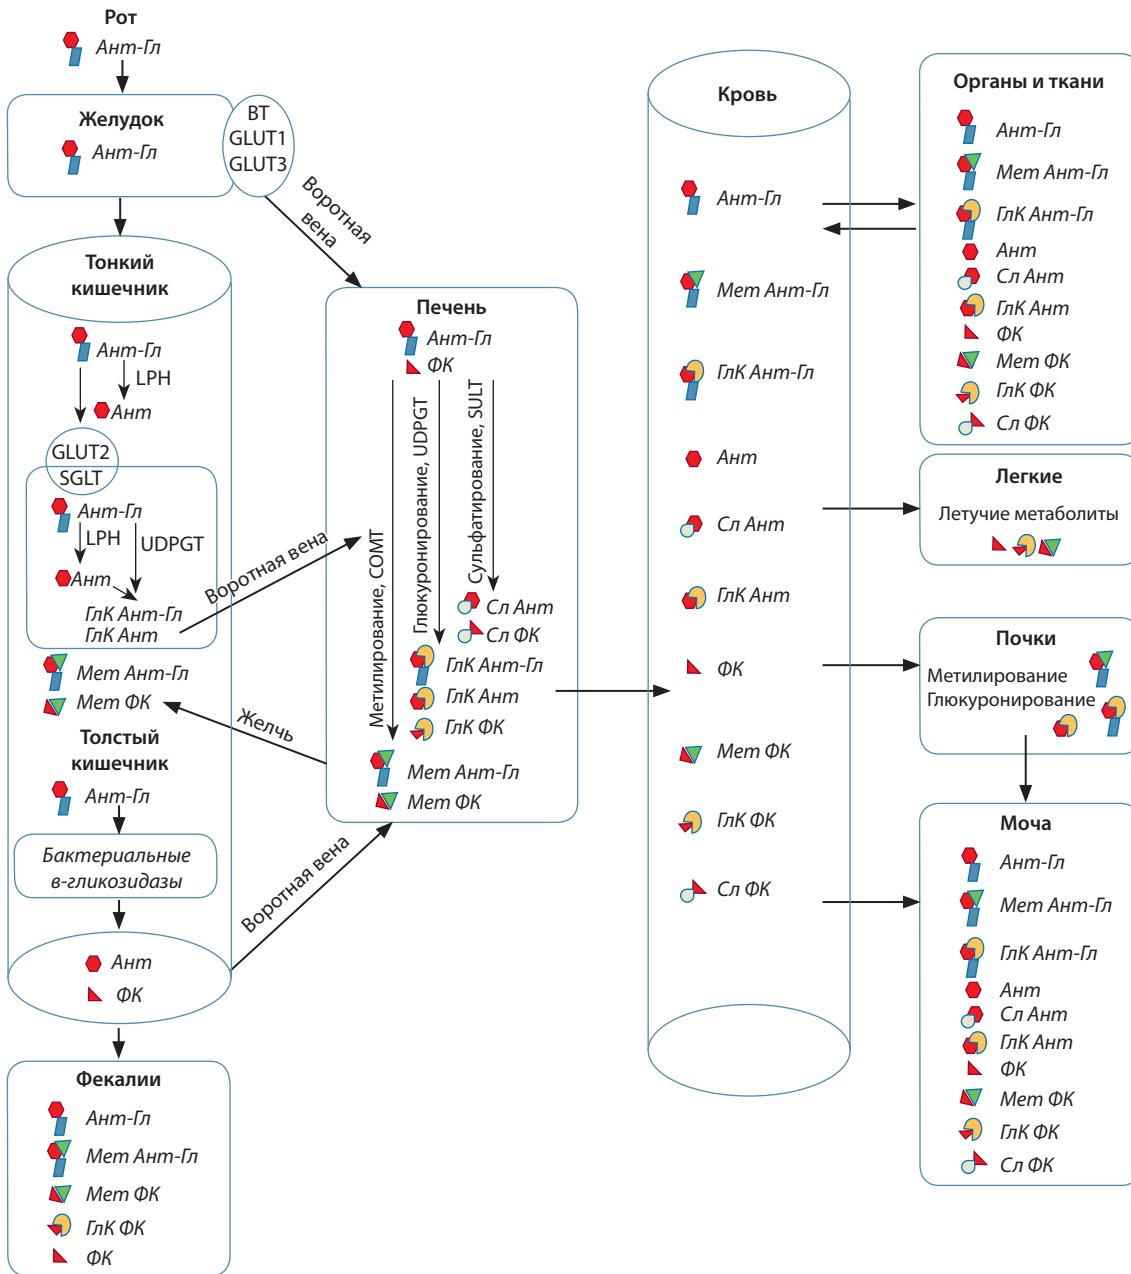 Рот
Ант-Гл
Желудок
Ант-Гл
BT
GLUT1
GLUT3
Воротная
вена
Тонкий
кишечник
Ант-Гл
LPH
Ант
GLUT2
SGLT
Ант-Гл
LPH
UDPGT
Ант
ГлК Ант-Гл
ГлК Ант
Воротная вена
Мет Ант-Гл
Мет ФК
Желчь
Толстый
кишечник
Ант-Гл
Бактериальные
в-гликозидазы
Воротная вена
Ант
ФК
Фекалии
Ант-Гл
Мет Ант-Гл
Мет ФК
ГлК ФК
ФК
Печень
Ант-Гл
ФК
Метилирование, COMT
Глюкуронирование, UDPGT
Сульфатирование, SULT
Сл Ант
Сл ФК
ГлК Ант-Гл
ГлК Ант
ГлК ФК
Мет Ант-Гл
Мет ФК
Кровь
Ант-Гл
Мет Ант-Гл
ГлК Ант-Гл
Ант
Сл Ант
ГлК Ант
ФК
Мет ФК
ГлК ФК
Сл ФК
Органы и ткани
Ант-Гл
Мет Ант-Гл
ГлК Ант-Гл
Ант
Сл Ант
ГлК Ант
ФК
Мет ФК
ГлК ФК
Сл ФК
Легкие
Летучие метаболиты
Почки
Метилирование
Глюкуронирование
Моча
Ант-Гл
Мет Ант-Гл
ГлК Ант-Гл
Ант
Сл Ант
ГлК Ант
ФК
Мет ФК
ГлК ФК
Сл ФК